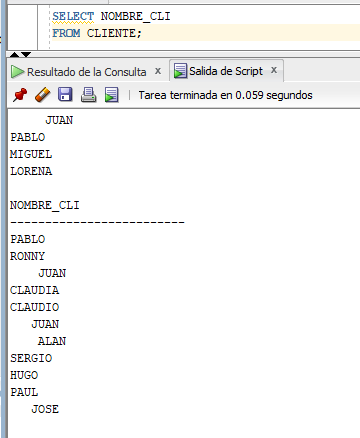 SELECT NOMBRE_CLI
FROM CLIENTE;
Resultado de la Consulta x Salida de Script x
Tarea terminada en 0.059 segundos
JUAN
PABLO
MIGUEL
LORENA
NOMBRE_CLI
-------------------------
PABLO
RONNY
JUAN
CLAUDIA
CLAUDIO
JUAN
ALAN
SERGIO
HUGO
PAUL
JOSE